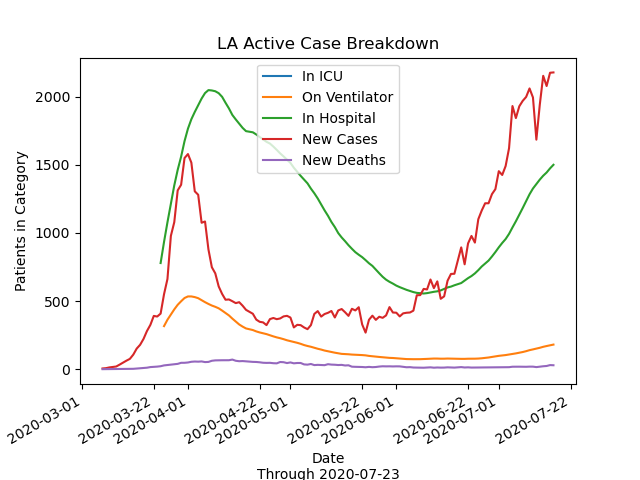 LA Active Case Breakdown
In ICU
On Ventilator
In Hospital
New Cases
New Deaths
Patients in Category
2000
1500
1000
500
0
2020-03-01
2020-03-22
2020-04-01
2020-04-22
2020-05-01
2020-05-22
2020-06-01
2020-06-22
2020-07-01
2020-07-22
Date
Through 2020-07-23